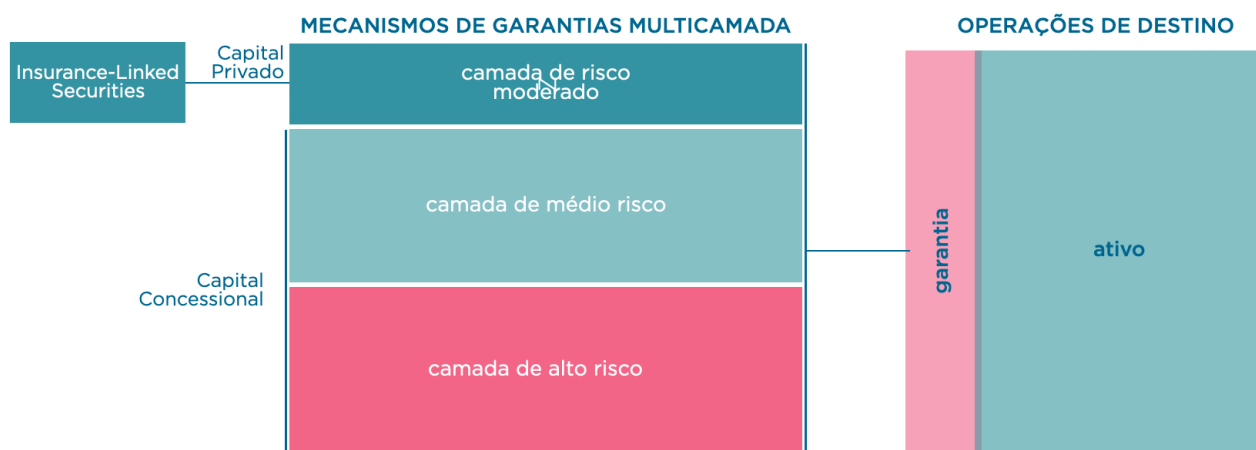 MECANISMOS DE GARANTIAS MULTICAMADA
OPERAÇÕES DE DESTINO
Insurance-Linked
Securities
Capital
Privado
camada de risco
moderado
camada de médio risco
Capital
Concessional
camada de alto risco
garantia
ativo